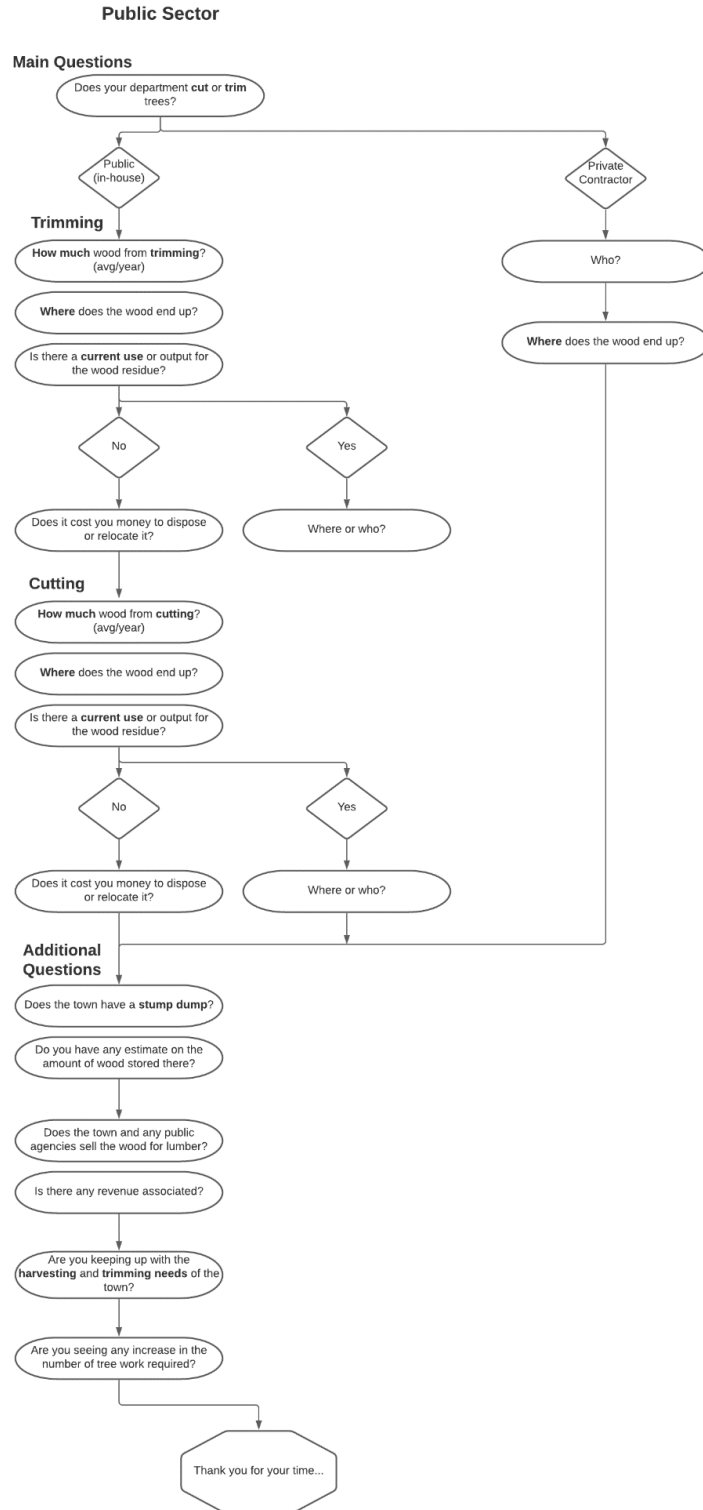 Public Sector
Main Questions
Does your department cut or trim
trees?
Public
(in-house)
Private
Contractor
Trimming
How much wood from trimming?
(avg/year)
Who?
Where does the wood end up?
Where does the wood end up?
Is there a current use or output for
the wood residue?
No
Yes
Does it cost you money to dispose
or relocate it?
Where or who?
Cutting
How much wood from cutting?
(avg/year)
Where does the wood end up?
Is there a current use or output for
the wood residue?
No
Yes
Does it cost you money to dispose
or relocate it?
Where or who?
Additional
Questions
Does the town have a stump dump?
Do you have any estimate on the
amount of wood stored there?
Does the town and any public
agencies sell the wood for lumber?
Is there any revenue associated?
Are you keeping up with the
harvesting and trimming needs of the
town?
Are you seeing any increase in the
number of tree work required?
Thank you for your time...